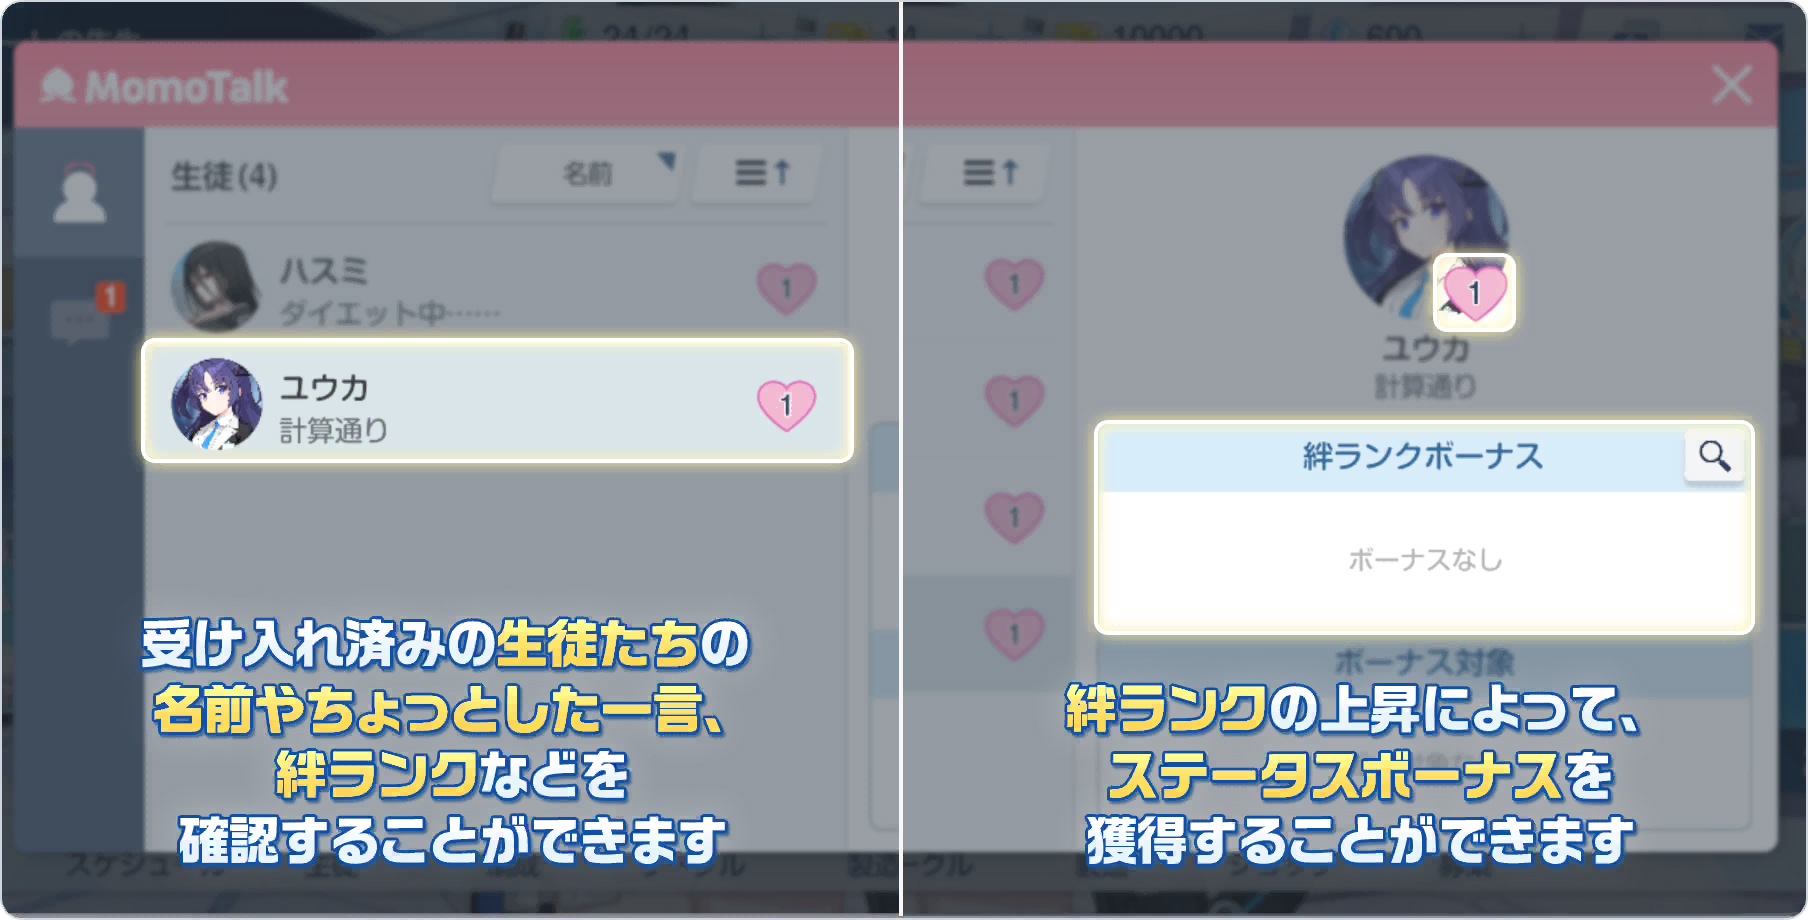 24/24
10000
600
MomoTalk
生徒(4)
名前
ハスミ
ダイエット中……
1
1
ユウカ
計算通り
1
受け入れ済みの生徒たちの
名前やちょっとした一言、
絆ランクなどを
確認することができます
1
1
1
1
1
ユウカ
計算通り
絆ランクボーナス
ボーナスなし
ボーナス対象
絆ランクの上昇によって、
ステータスボーナスを
獲得することができます